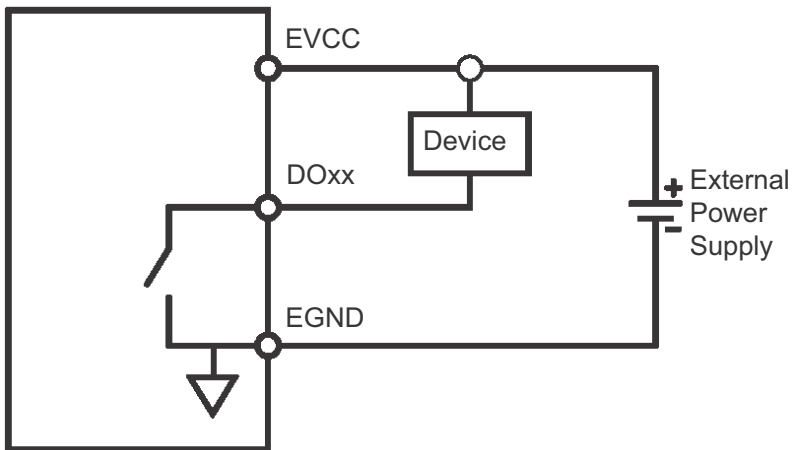 EVCC
Device
DOxx
+ External
Power
Supply
-
EGND